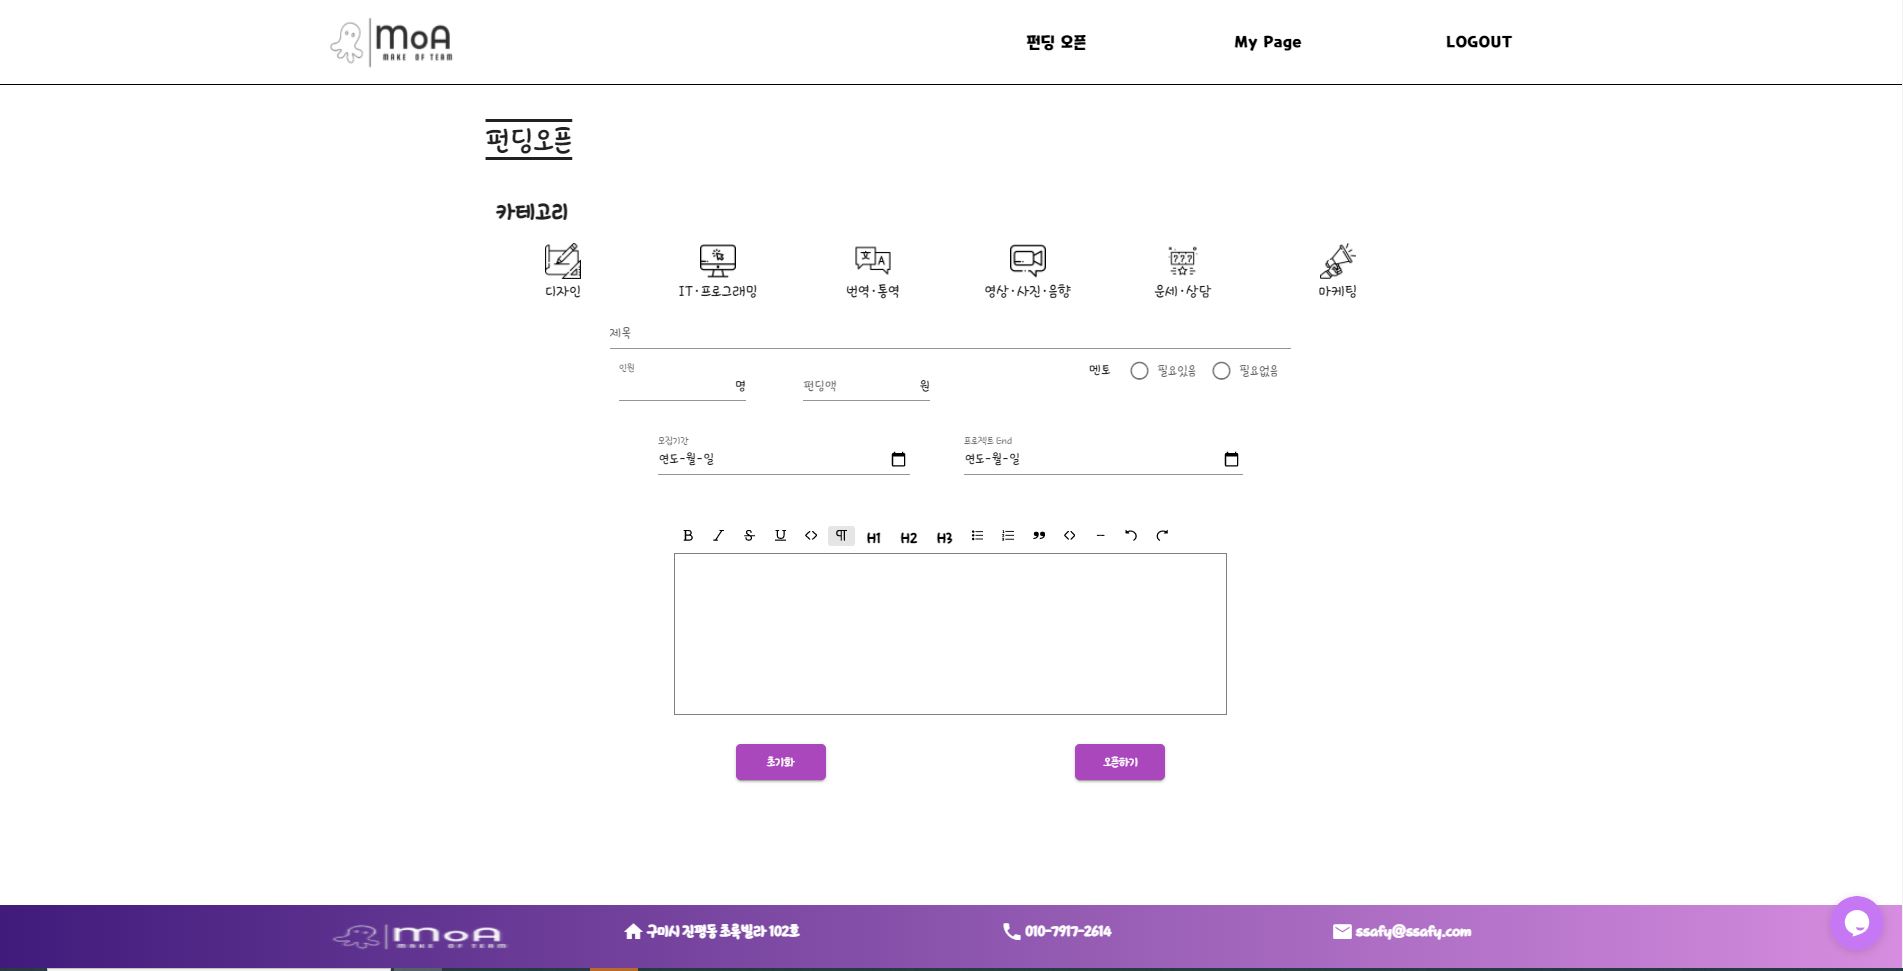 MOA
MAKE OF TEAM
펀딩 오픈
My Page
LOGOUT
펀딩오픈
카테고리
디자인
IT·프로그래밍
번역·통역
영상·사진·음향
운세·상담
마케팅
제목
인원
명
펀딩액
원
멘토
필요있음
필요없음
모집기간
연도-월-일
프로젝트 End
연도-월-일
H1
H2
H3
초기화
오픈하기
MOA
MAKE OF TEAM
구미시 진평동 초록빌라 102호
010-7917-2614
ssafy@ssafy.com